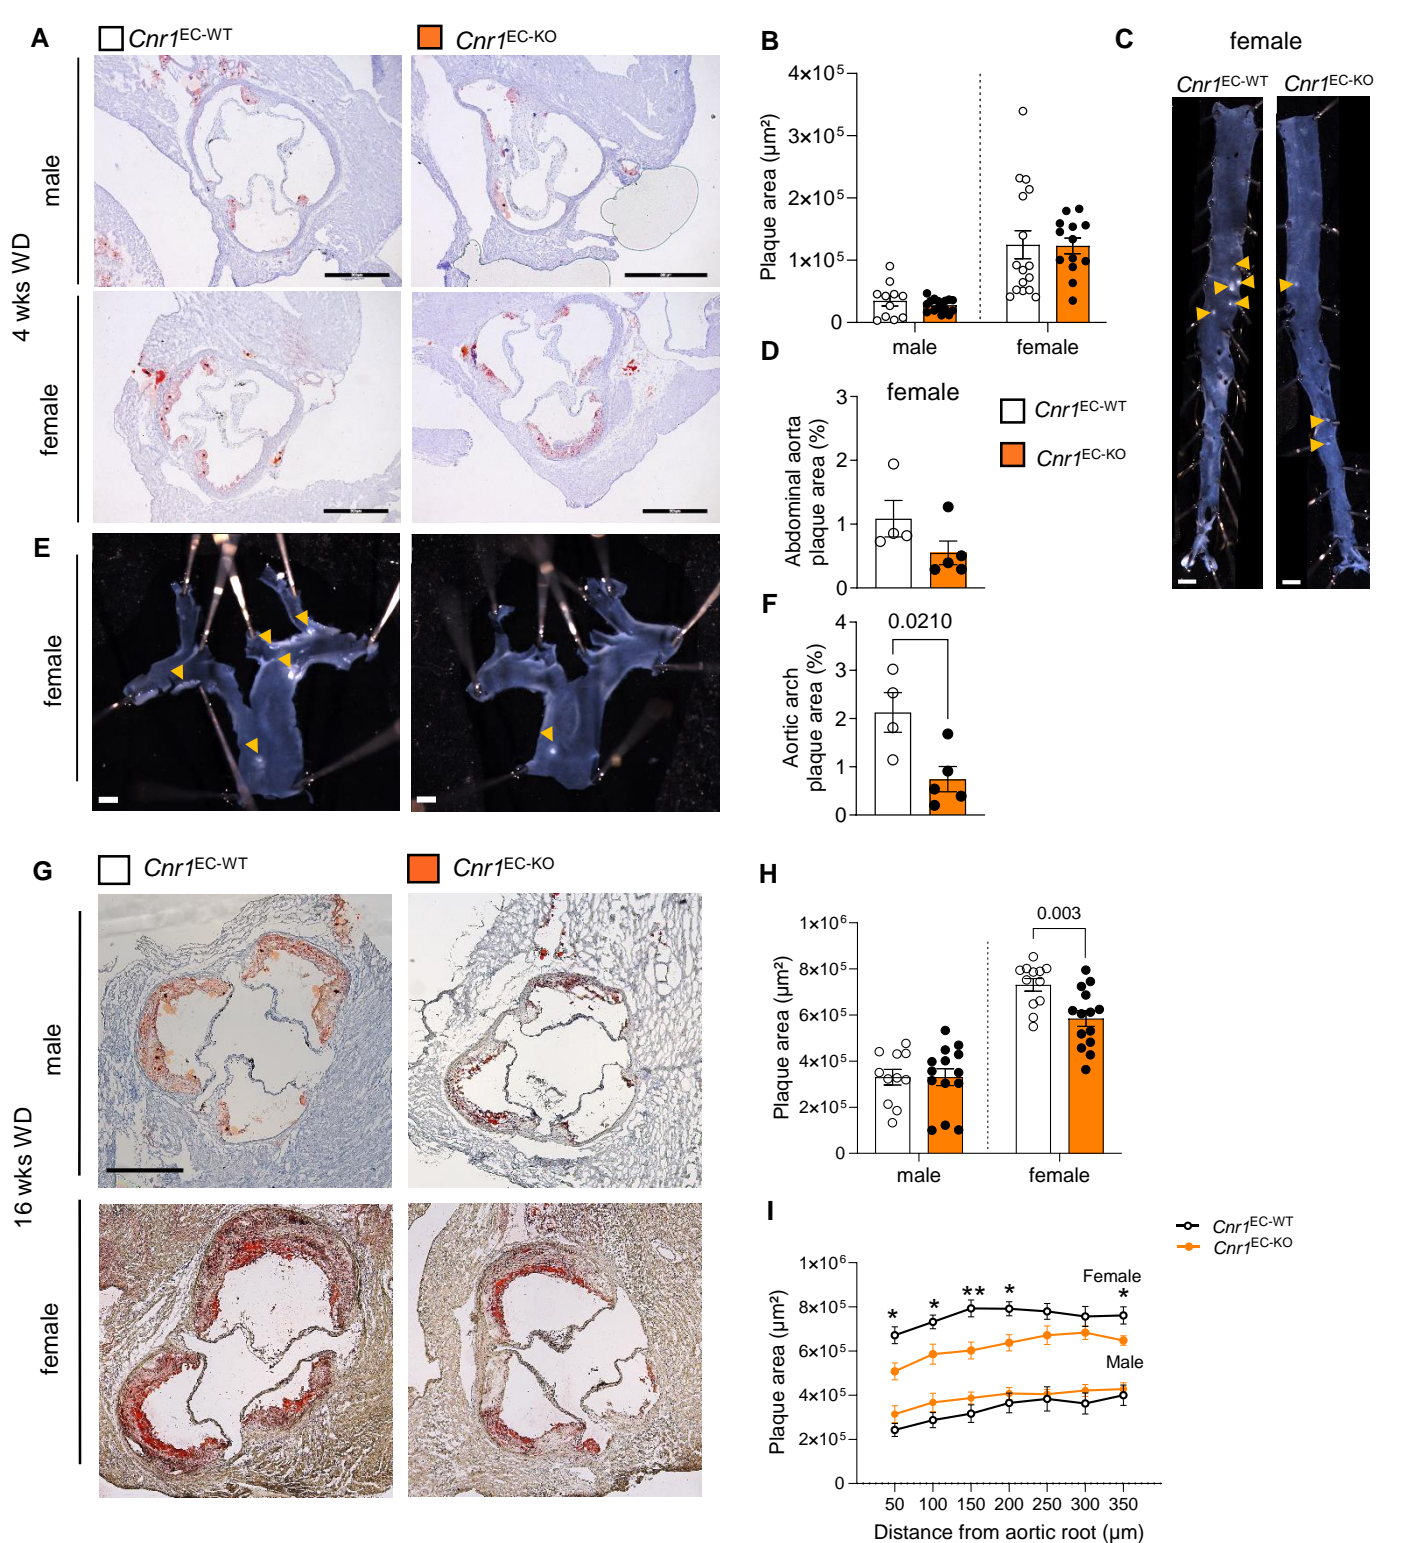 A
Cnr1EC-WT
Cnr1EC-KO
male
female
4 wks WD
B
Plaque area (µm²)
4×10⁵
3×10⁵
2×10⁵
1×10⁵
0
male
female
C
female
Cnr1EC-WT
Cnr1EC-KO
D
female
Abdominal aorta
plaque area (%)
3
2
1
0
Cnr1EC-WT
Cnr1EC-KO
E
female
F
0.0210
Aortic arch
plaque area (%)
4
3
2
1
0
G
Cnr1EC-WT
Cnr1EC-KO
male
female
16 wks WD
H
Plaque area (µm²)
1×10⁶
8×10⁵
6×10⁵
4×10⁵
2×10⁵
0
0.003
male
female
I
Cnr1EC-WT
Cnr1EC-KO
Plaque area (µm²)
1×10⁶
8×10⁵
6×10⁵
4×10⁵
2×10⁵
0
Female
* * ** * *
Male
50 100 150 200 250 300 350
Distance from aortic root (µm)